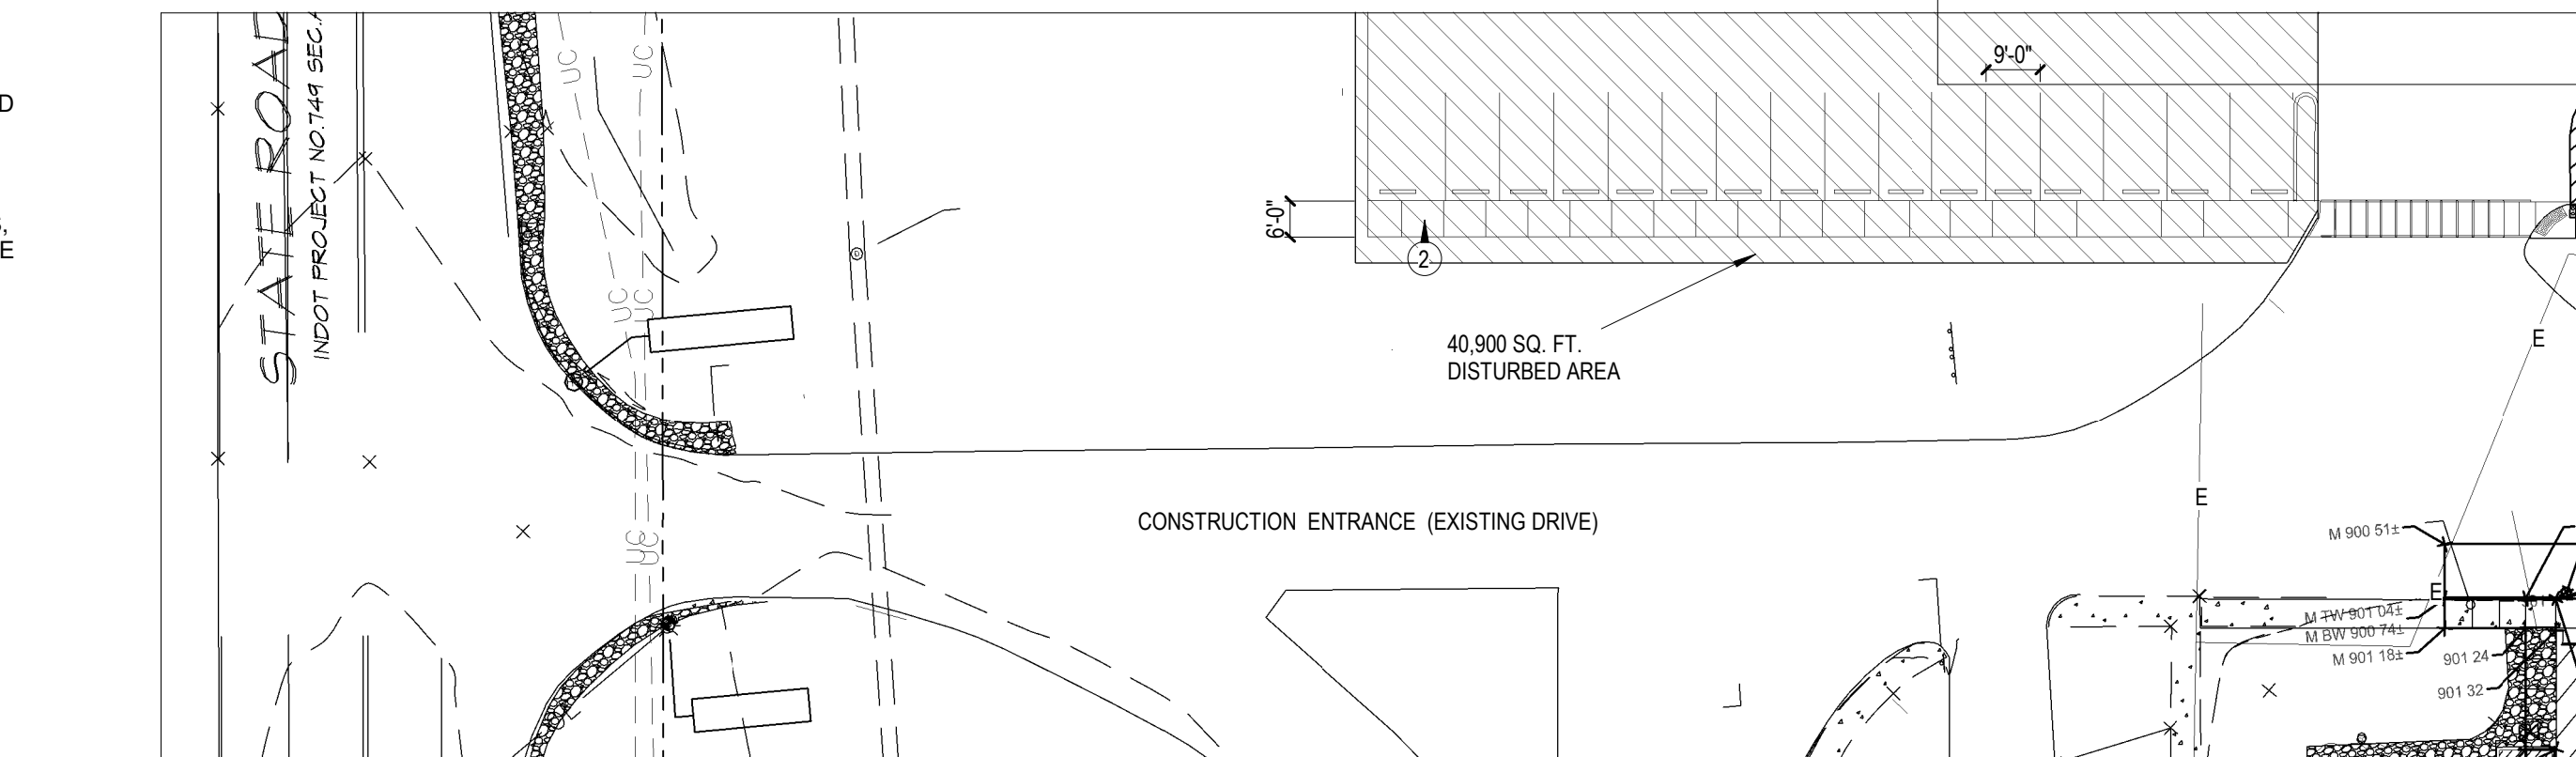 D
E
STATE ROAD
INDOT PROJECT NO.749 SEC.
UC
UC
UC
UC
UC
UC
9'-0"
6'-0"
2
40,900 SQ. FT.
DISTURBED AREA
CONSTRUCTION ENTRANCE (EXISTING DRIVE)
E
E
E
M 900 51±
M TW 901 04±
M BW 900 74±
M 901 18±
901 24
901 32